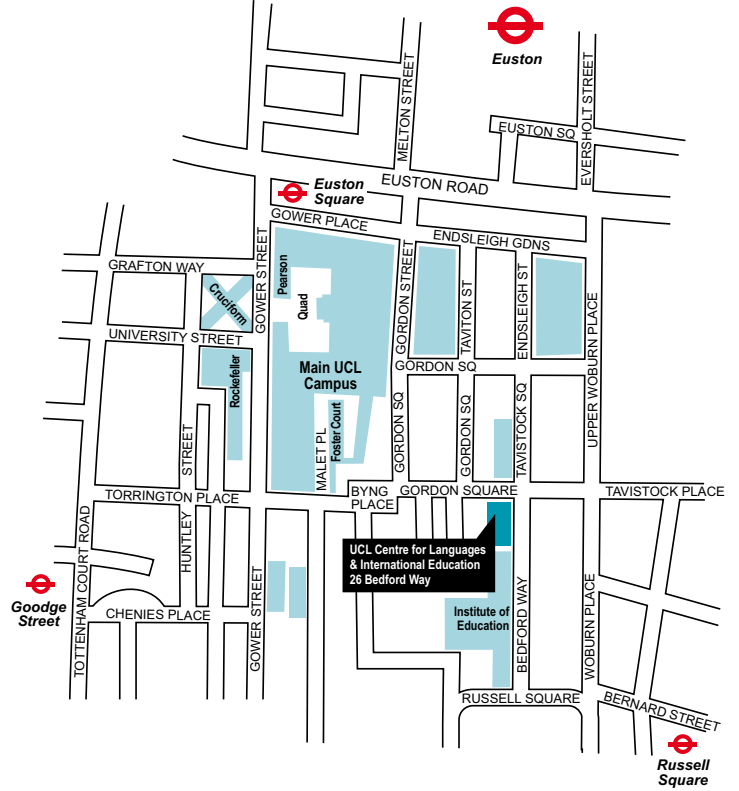 Euston
MELTON STREET
EVERSHOLT STREET
EUSTON SQ
EUSTON ROAD
Euston
Square
GOWER PLACE
ENDSLEIGH GDNS
GRAFTON WAY
GOWER STREET
Pearson
Quad
Cruciform
GORDON STREET
TAVITON ST
ENDSLEIGH ST
UPPER WOBURN PLACE
UNIVERSITY STREET
Rockefeller
Main UCL
Campus
GORDON SQ
MALET PL
Foster Court
GORDON SQ
GORDON SQ
TAVISTOCK SQ
STREET
TORRINGTON PLACE
BYNG
PLACE
GORDON SQUARE
TAVISTOCK PLACE
HUNTLEY
TOTTENHAM COURT ROAD
UCL Centre for Languages
& International Education
26 Bedford Way
Goodge
Street
CHENIES PLACE
GOWER STREET
Institute of
Education
BEDFORD WAY
WOBURN PLACE
RUSSELL SQUARE
BERNARD STREET
Russell
Square